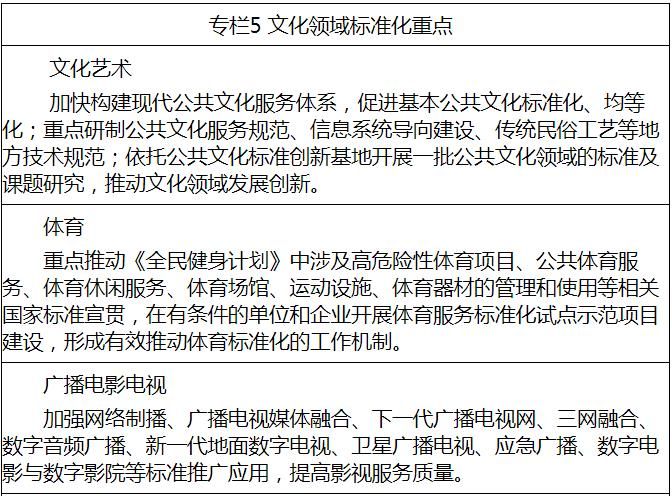 专栏5 文化领域标准化重点
文化艺术
加快构建现代公共文化服务体系，促进基本公共文化标准化、均等
化；重点研制公共文化服务规范、信息系统导向建设、传统民俗工艺等地
方技术规范；依托公共文化标准创新基地开展一批公共文化领域的标准及
课题研究，推动文化领域发展创新。
体育
重点推动《全民健身计划》中涉及高危险性体育项目、公共体育服
务、体育休闲服务、体育场馆、运动设施、体育器材的管理和使用等相关
国家标准宣贯，在有条件的单位和企业开展体育服务标准化试点示范项目
建设，形成有效推动体育标准化的工作机制。
广播电影电视
加强网络制播、广播电视媒体融合、下一代广播电视网、三网融合、
数字音频广播、新一代地面数字电视、卫星广播电视、应急广播、数字电
影与数字影院等标准推广应用，提高影视服务质量。